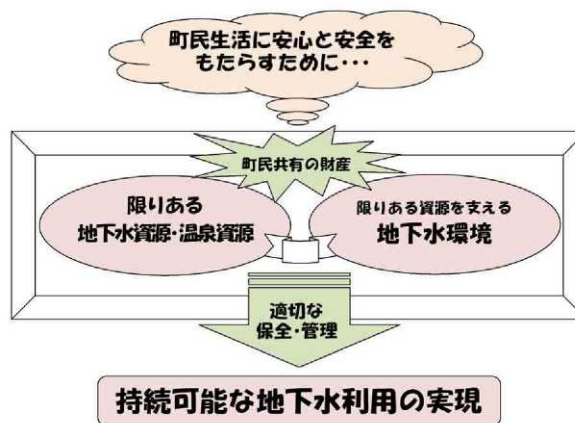 町民生活に安心と安全を
もたらすために・・・
町民共有の財産
限りある
地下水資源・温泉資源
限りある資源を支える
地下水環境
適切な
保全・管理
持続可能な地下水利用の実現